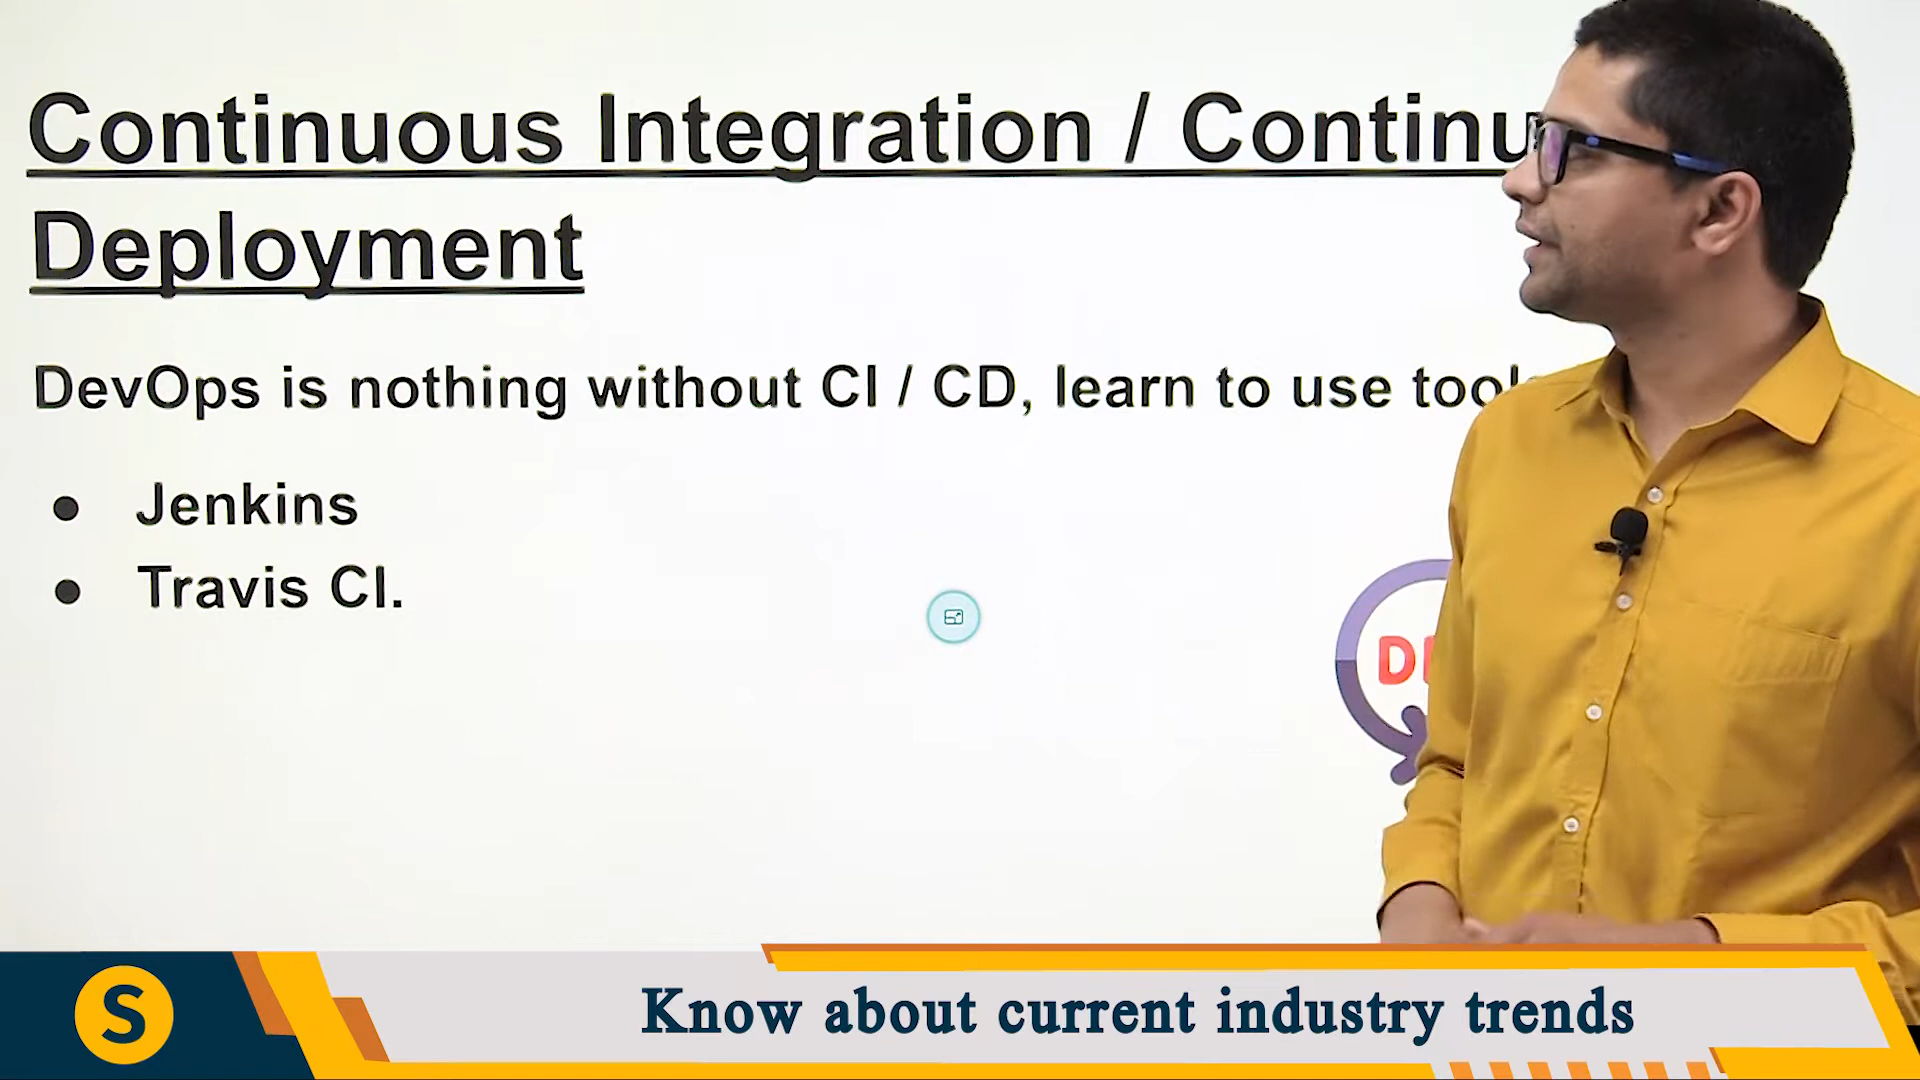 Continuous Integration / Continu
Deployment
DevOps is nothing without CI / CD, learn to use tool
● Jenkins
● Travis CI.
S
Know about current industry trends